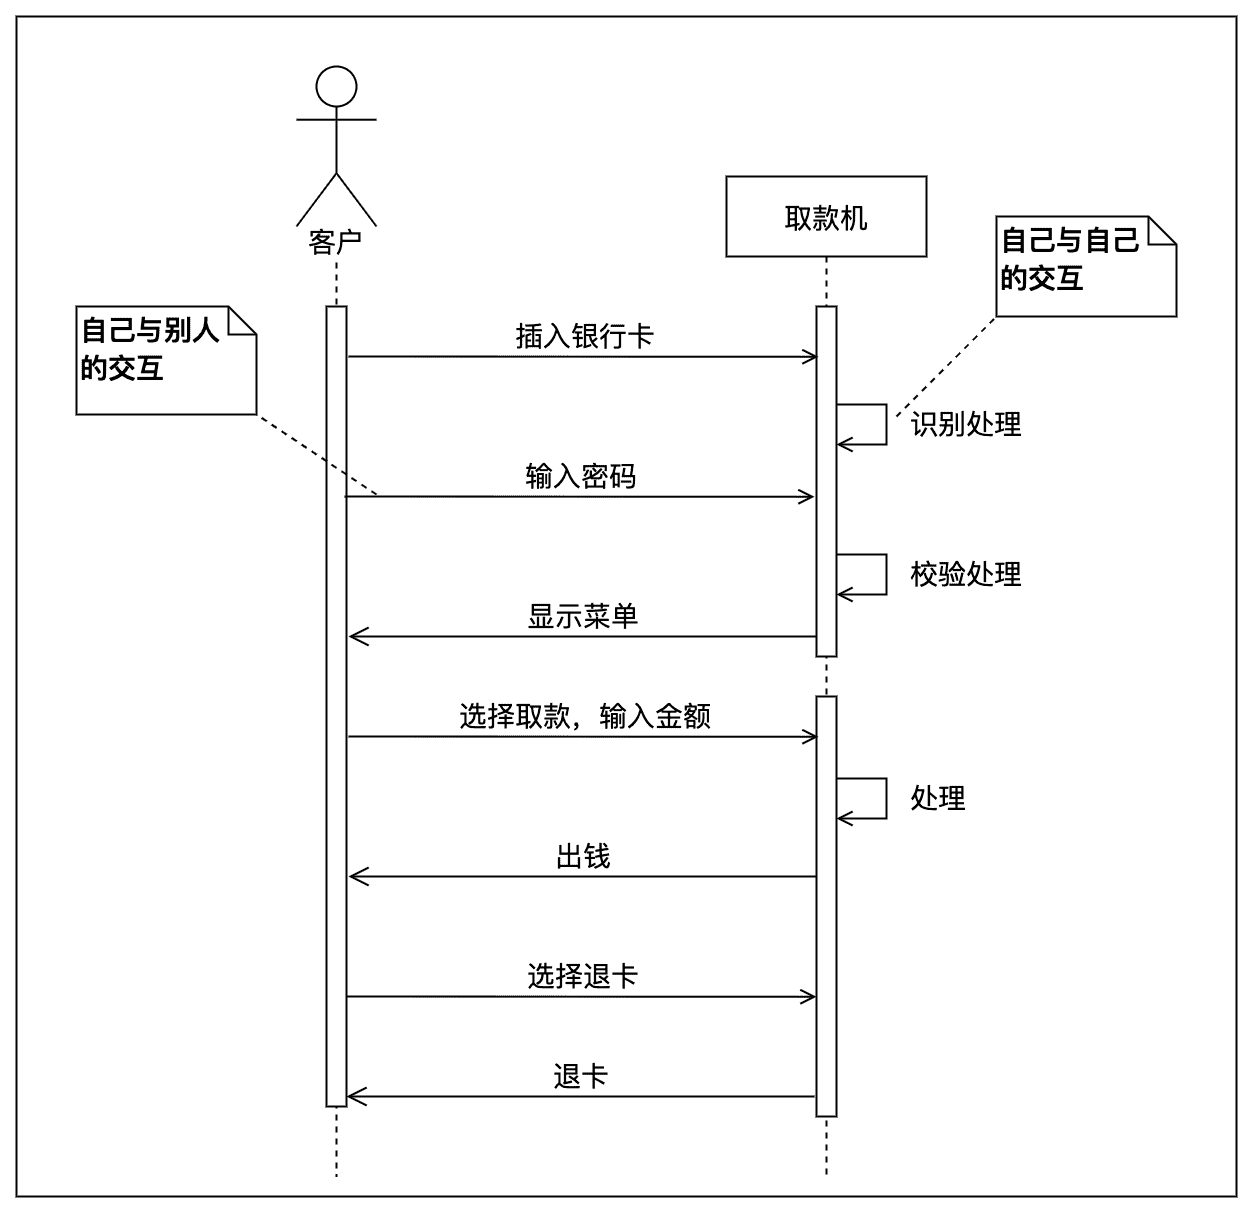 客户
取款机
自己与自己
的交互
自己与别人
的交互
插入银行卡
识别处理
输入密码
校验处理
显示菜单
选择取款，输入金额
处理
出钱
选择退卡
退卡